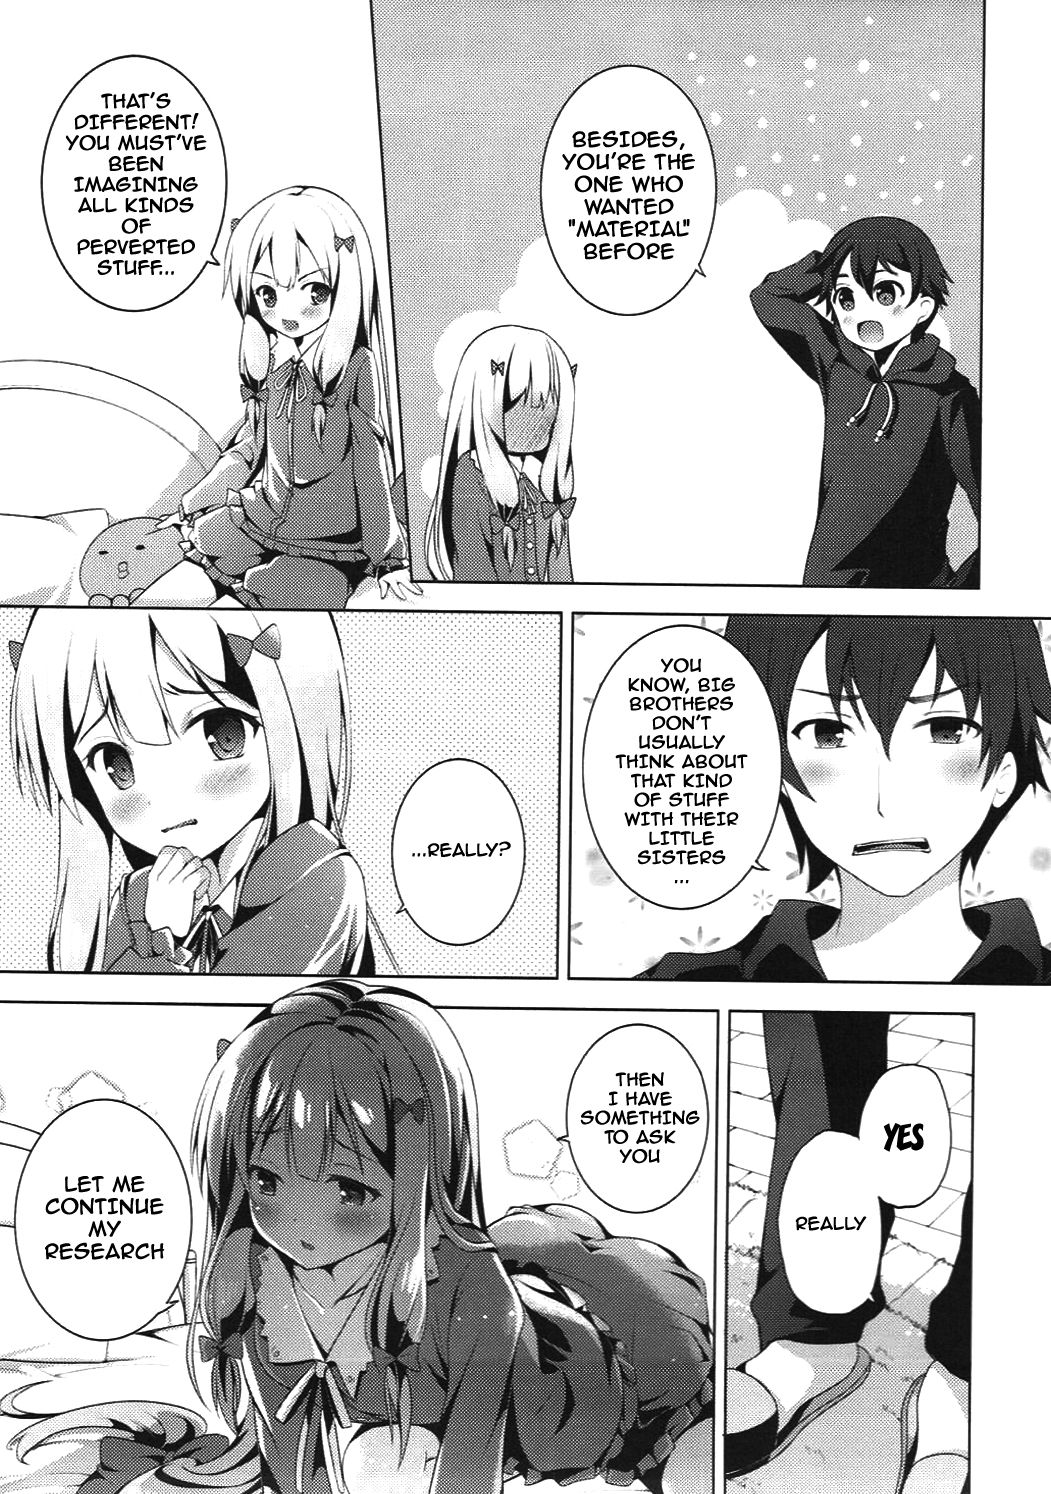 BESIDES,
YOU'RE THE
ONE WHO
WANTED
"MATERIAL"
BEFORE
THAT'S
DIFFERENT!
YOU MUST'VE
BEEN
IMAGINING
ALL KINDS
OF
PERVERTED
STUFF...
YOU
KNOW, BIG
BROTHERS
DON'T
USUALLY
THINK ABOUT
THAT KIND
OF STUFF
WITH THEIR
LITTLE
SISTERS
...
...REALLY?
YES
REALLY
THEN
I HAVE
SOMETHING
TO ASK
YOU
LET ME
CONTINUE
MY
RESEARCH